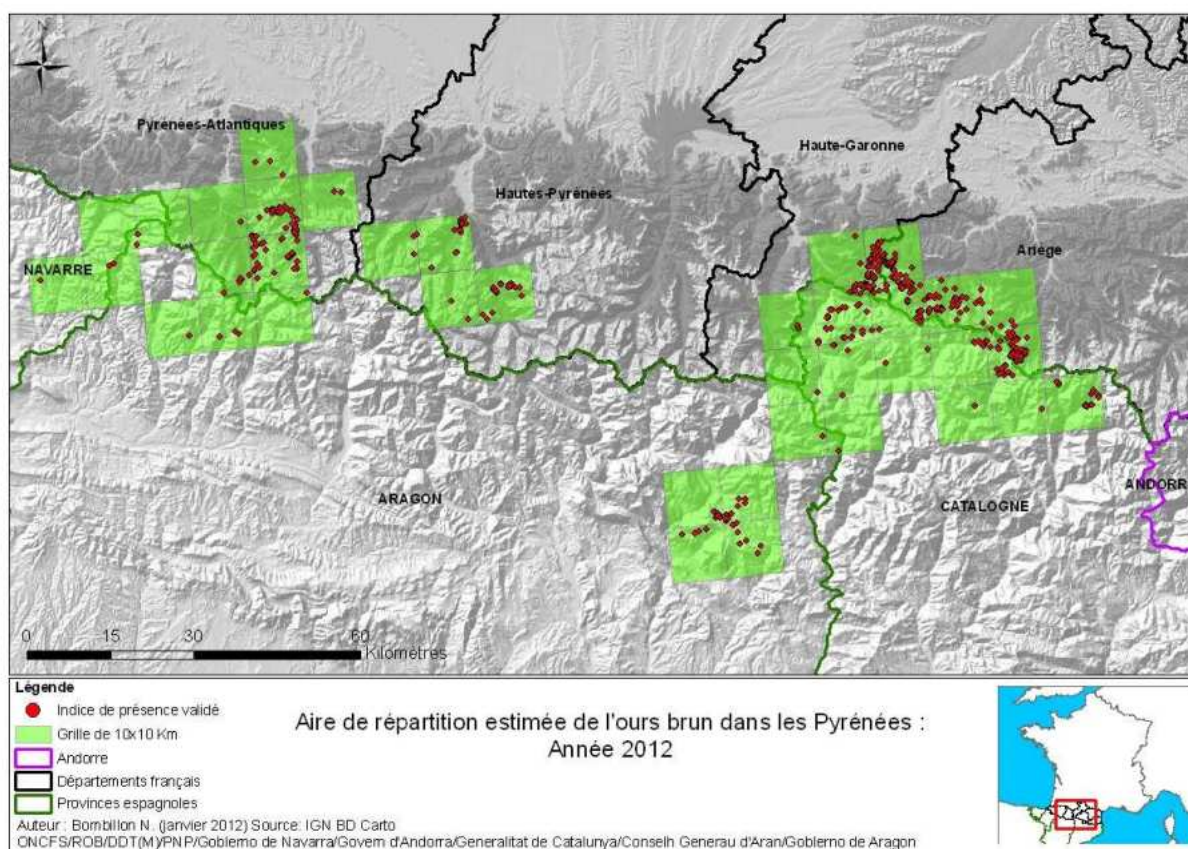 Pyrénées-Atlantiques
Haute-Garonne
Hautes-Pyrénées
Ariège
NAVARRE
ARAGON
CATALOGNE
ANDORR
0 15 30 60
Kilomètres
Légende
Indice de présence validé
Grille de 10x10 Km
Andorre
Départements français
Provinces espagnoles
Aire de répartition estimée de l'ours brun dans les Pyrénées :
Année 2012
Auteur : Bombillon N. (janvier 2012) Source: IGN BD Carto
ONCFS/ROB/DDT(M)/PNP/Gobierno de Navarra/Govern d'Andorra/Generalitat de Catalunya/Conselh Generau d'Aran/Gobierno de Aragon